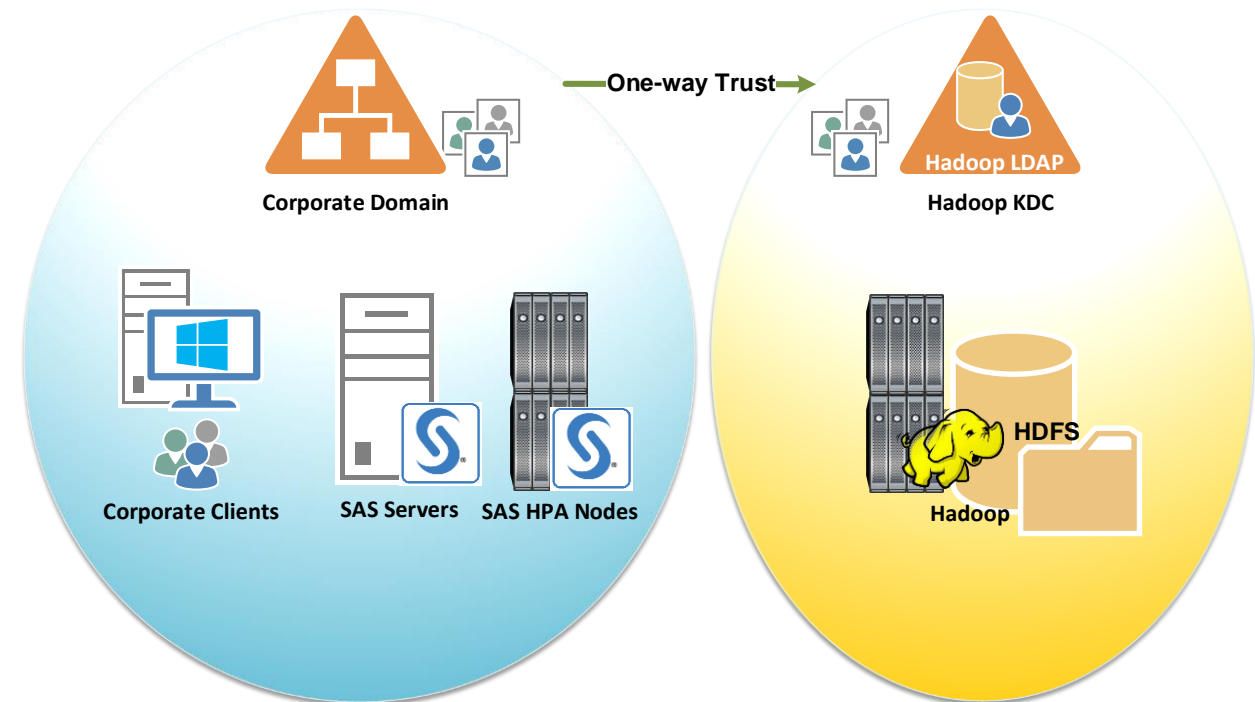 One-way Trust
Hadoop LDAP
Corporate Domain
Hadoop KDC
HDFS
Corporate Clients
SAS Servers
SAS HPA Nodes
Hadoop